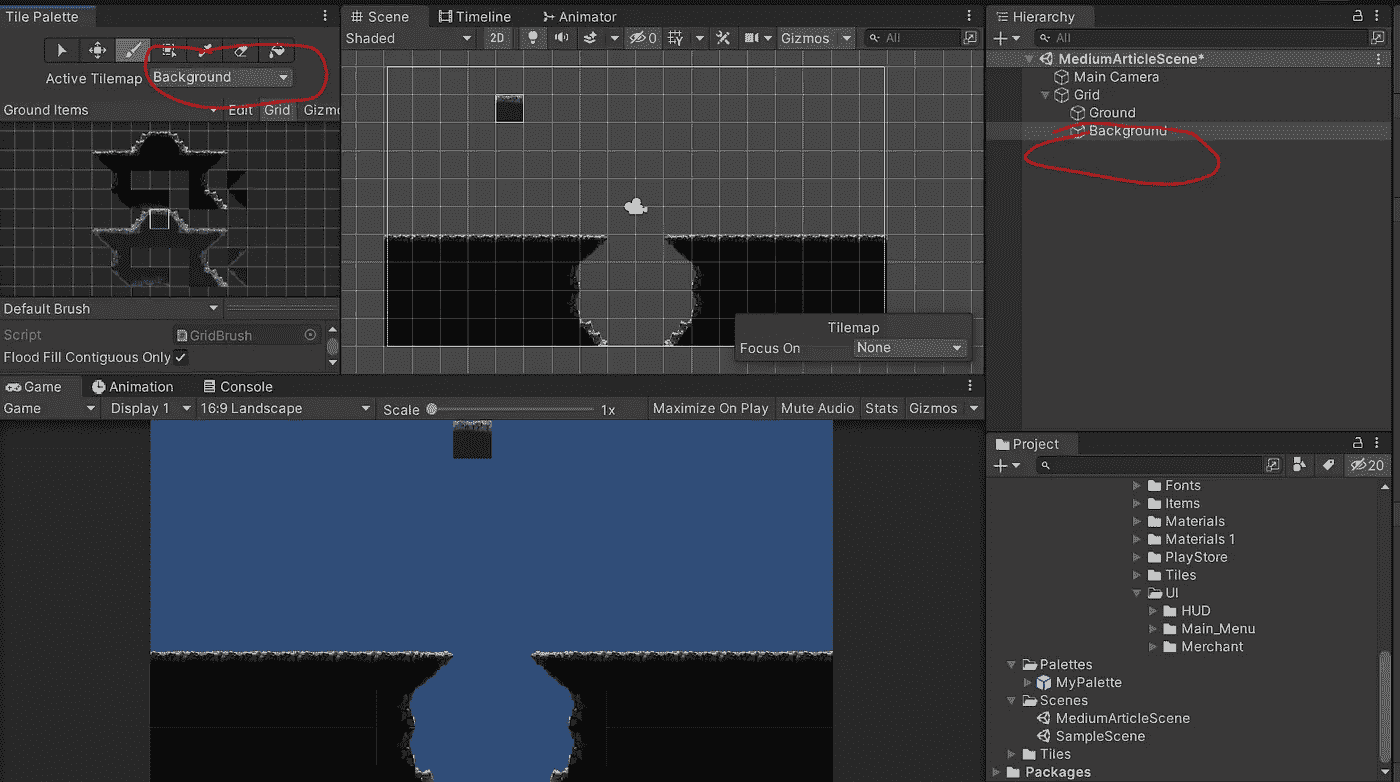 Tile Palette
Active Tilemap Background
Ground Items Edit Grid Gizmo
Default Brush
Script GridBrush
Flood Fill Contiguous Only
Scene Timeline Animator
Shaded 2D 0 Gizmos All
Tilemap
Focus On None
Game Animation Console
Game Display 1 16:9 Landscape Scale 1x Maximize On Play Mute Audio Stats Gizmos
Hierarchy
All
MediumArticleScene*
Main Camera
Grid
Ground
Background
Project
20
Fonts
Items
Materials
Materials 1
PlayStore
Tiles
UI
HUD
Main_Menu
Merchant
Palettes
MyPalette
Scenes
MediumArticleScene
SampleScene
Tiles
Packages